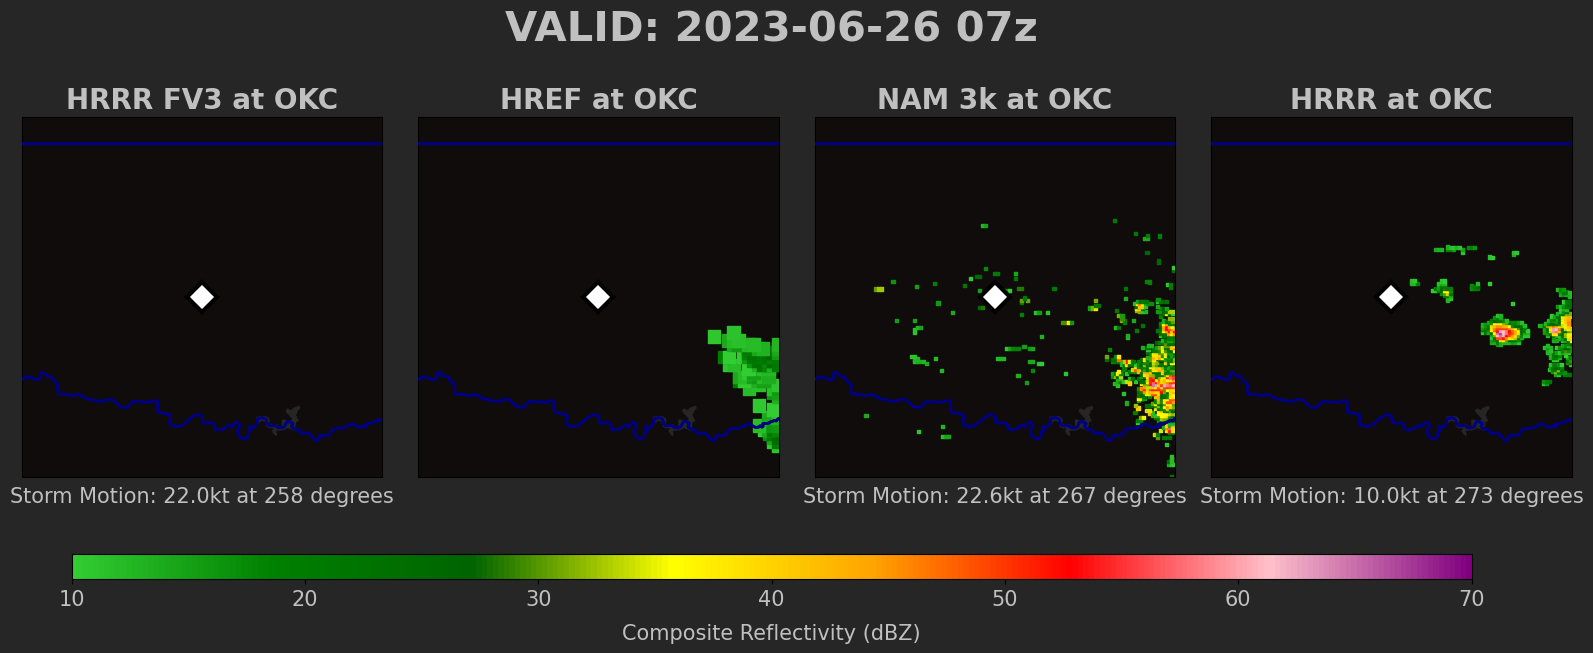 VALID: 2023-06-26 07z
HRRR FV3 at OKC
HREF at OKC
NAM 3k at OKC
HRRR at OKC
Storm Motion: 22.0kt at 258 degrees
Storm Motion: 22.6kt at 267 degrees
Storm Motion: 10.0kt at 273 degrees
10 20 30 40 50 60 70
Composite Reflectivity (dBZ)